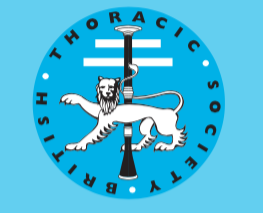 BRITISH · THORACIC · SOCIETY ·